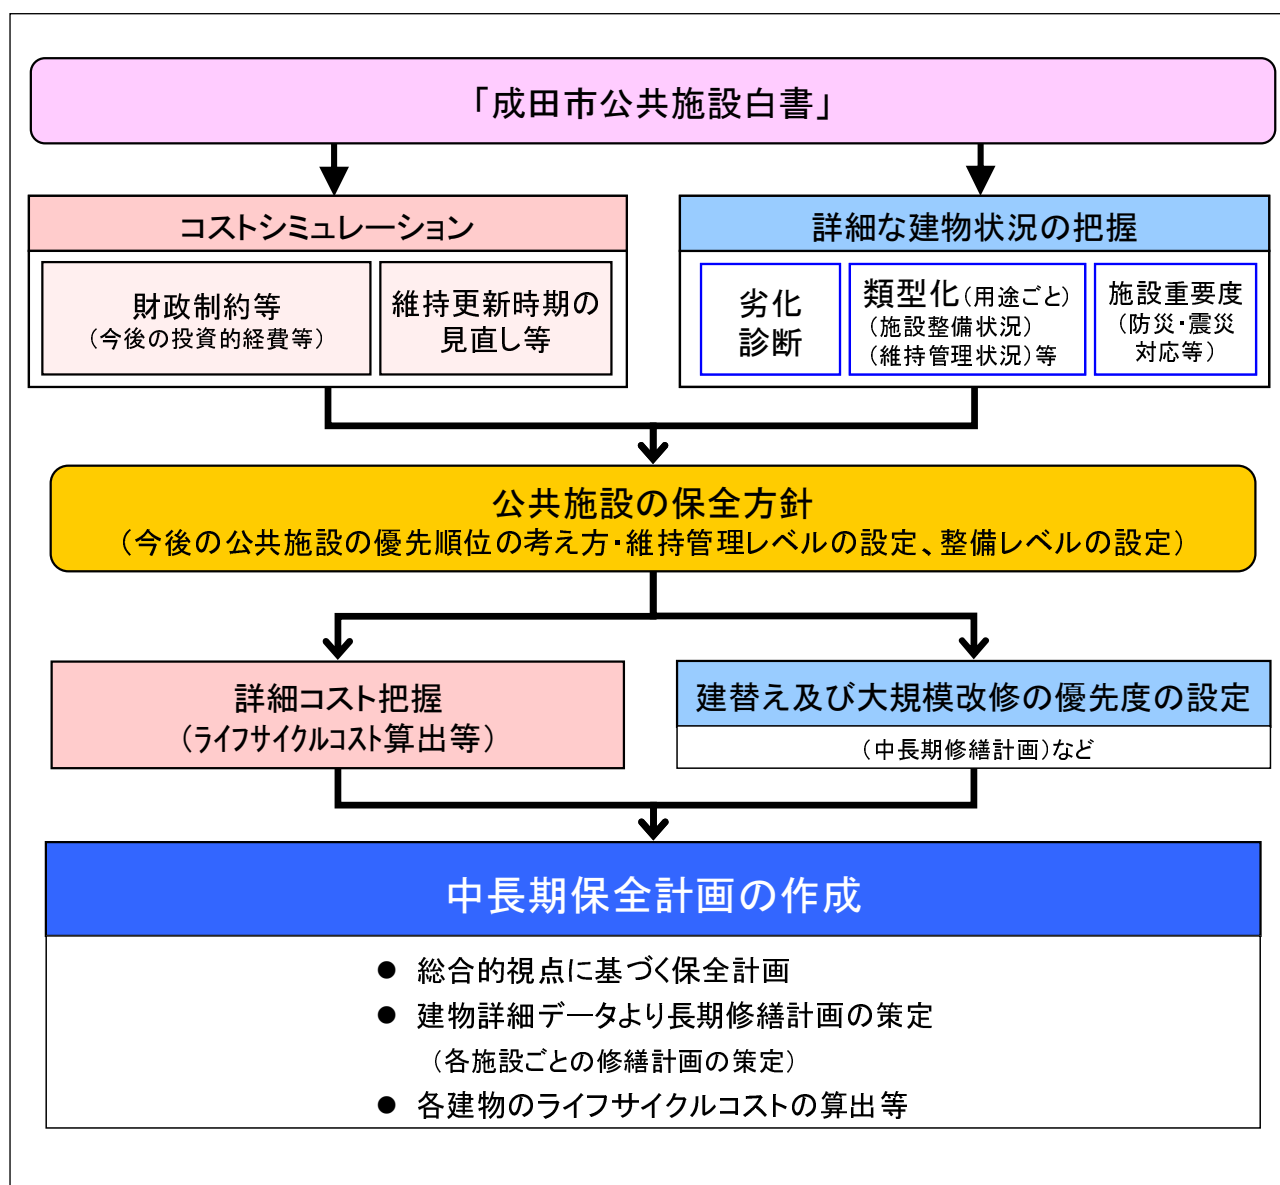 「成田市公共施設白書」
コストシミュレーション
財政制約等
（今後の投資的経費等）
維持更新時期の
見直し等
詳細な建物状況の把握
劣化
診断
類型化（用途ごと）
（施設整備状況）
（維持管理状況）等
施設重要度
（防災・震災
対応等）
公共施設の保全方針
（今後の公共施設の優先順位の考え方・維持管理レベルの設定、整備レベルの設定）
詳細コスト把握
（ライフサイクルコスト算出等）
建替え及び大規模改修の優先度の設定
（中長期修繕計画）など
中長期保全計画の作成
● 総合的視点に基づく保全計画
● 建物詳細データより長期修繕計画の策定
（各施設ごとの修繕計画の策定）
● 各建物のライフサイクルコストの算出等